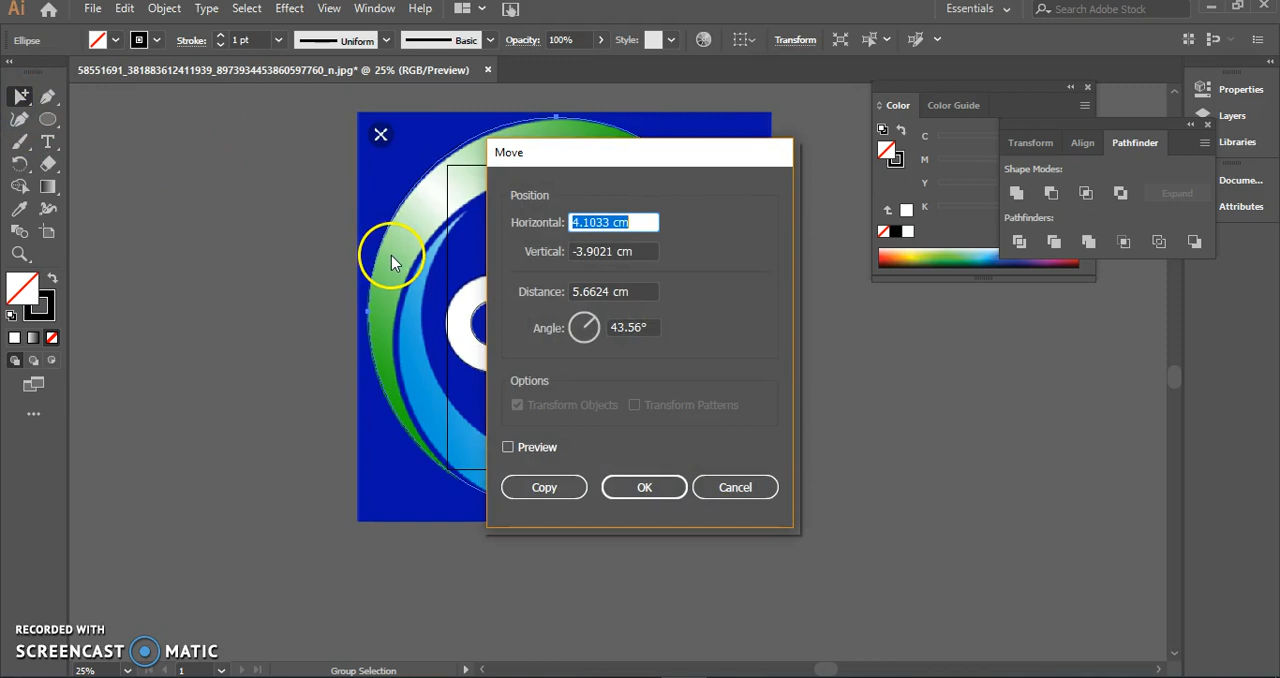 Ai File Edit Object Type Select Effect View Window Help Essentials Search Adobe Stock
Ellipse Stroke: 1 pt Uniform Basic Opacity: 100% Style: Transform
58551691_381883612411939_8973934453860597760_n.jpg* @ 25% (RGB/Preview)
Color Color Guide
C
M
Y
K
Transform Align Pathfinder
Shape Modes:
Expand
Pathfinders:
Properties
Layers
Libraries
Docume...
Attributes
Move
Position
Horizontal: 4.1033 cm
Vertical: -3.9021 cm
Distance: 5.6624 cm
Angle: 43.56°
Options
Transform Objects Transform Patterns
Preview
Copy OK Cancel
RECORDED WITH
SCREENCAST MATIC
25% 1 Group Selection